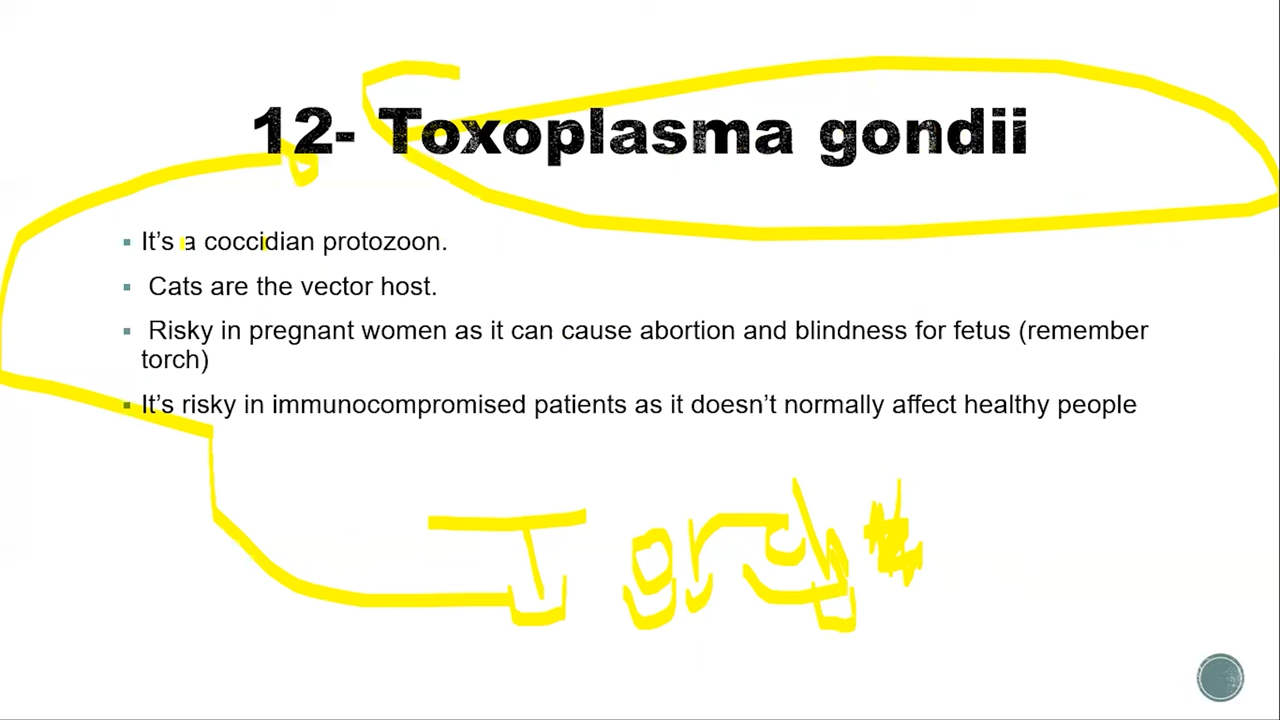 12- Toxoplasma gondii
It’s a coccidian protozoon.
Cats are the vector host.
Risky in pregnant women as it can cause abortion and blindness for fetus (remember
torch)
It’s risky in immunocompromised patients as it doesn’t normally affect healthy people
Torch